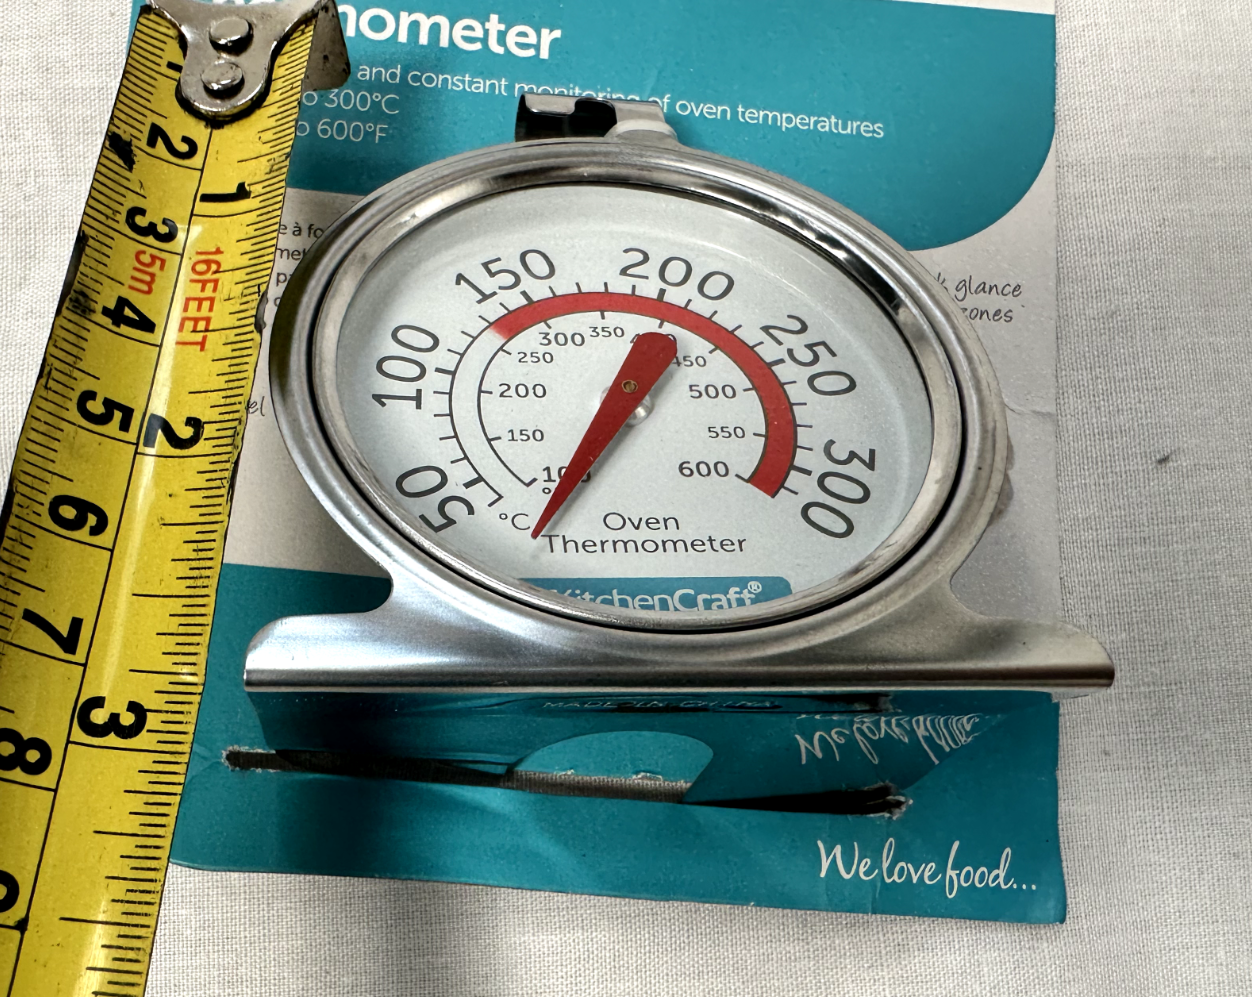 and constant monitoring of oven temperatures
300°C
600°F
glance
zones
1
2
3
4
5
6
7
8
1
2
3
5m
16FEET
50
100
150
200
250
300
°C
150
200
250
300
350
450
500
550
600
Oven
Thermometer
KitchenCraft®
MADE IN CHINA
We love food...